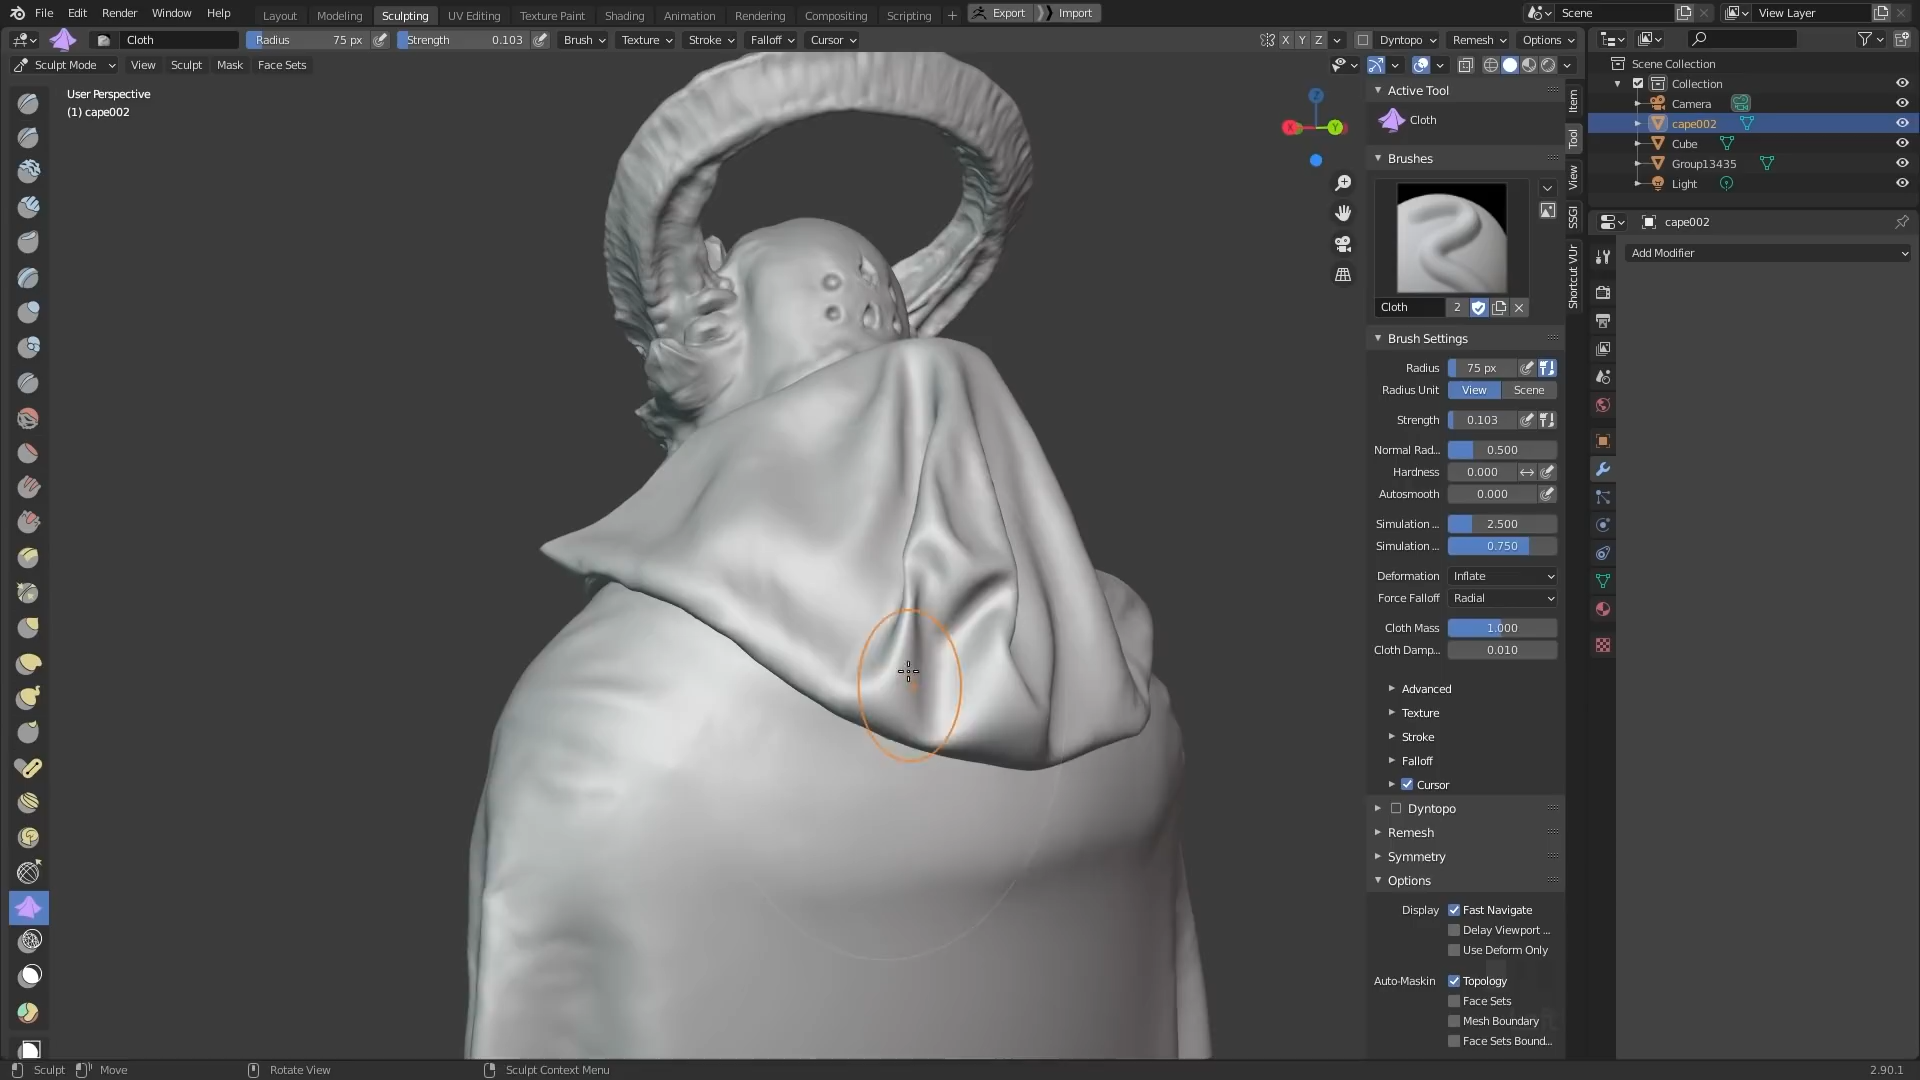 File Edit Render Window Help Layout Modeling Sculpting UV Editing Texture Paint Shading Animation Rendering Compositing Scripting + Export Import Scene View Layer
Cloth Radius 75 px Strength 0.103 Brush Texture Stroke Falloff Cursor X Y Z Dyntopo Remesh Options
Sculpt Mode View Sculpt Mask Face Sets
User Perspective
(1) cape002
X
Y
Z
Active Tool
Cloth
Brushes
Cloth 2
Brush Settings
Radius 75 px
Radius Unit View Scene
Strength 0.103
Normal Rad... 0.500
Hardness 0.000
Autosmooth 0.000
Simulation ... 2.500
Simulation ... 0.750
Deformation Inflate
Force Falloff Radial
Cloth Mass 1.000
Cloth Damp... 0.010
Advanced
Texture
Stroke
Falloff
Cursor
Dyntopo
Remesh
Symmetry
Options
Display Fast Navigate
Delay Viewport ...
Use Deform Only
Auto-Maskin Topology
Face Sets
Mesh Boundary
Face Sets Bound...
Item
Tool
View
SSGI
Shortcut VUr
Scene Collection
Collection
Camera
cape002
Cube
Group13435
Light
cape002
Add Modifier
Sculpt Move Rotate View Sculpt Context Menu 2.90.1